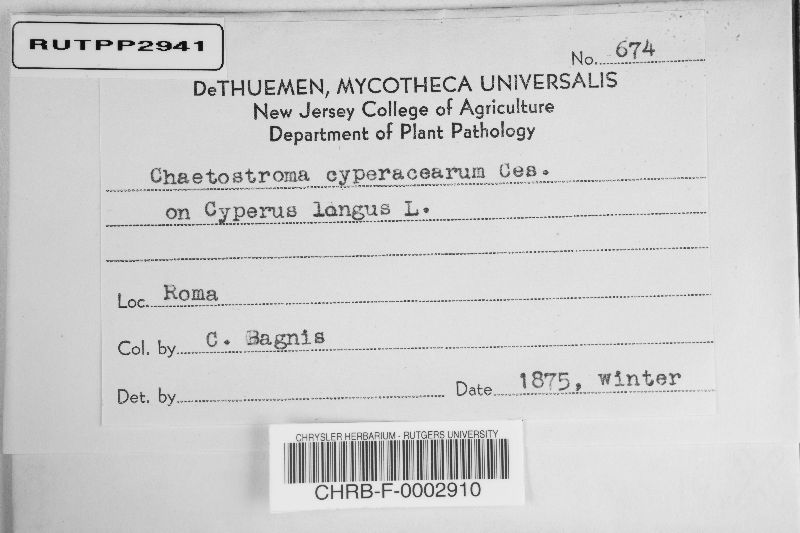 RUTPP2941
No. 674
DeTHUEMEN, MYCOTHECA UNIVERSALIS
New Jersey College of Agriculture
Department of Plant Pathology
Chaetostroma cyperacearum Ces.
on Cyperus longus L.
Loc. Roma
Col. by C. Bagnis
Det. by
Date 1875, winter
CHRYSLER HERBARIUM - RUTGERS UNIVERSITY
CHRB-F-0002910